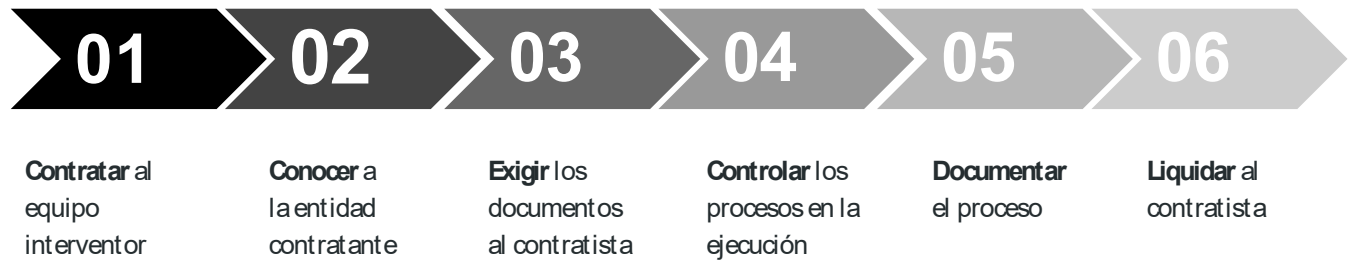 01
02
03
04
05
06
Contratar al
equipo
interventor
Conocer a
la entidad
contratante
Exigir los
documentos
al contratista
Controlar los
procesos en la
ejecución
Documentar
el proceso
Liquidar al
contratista